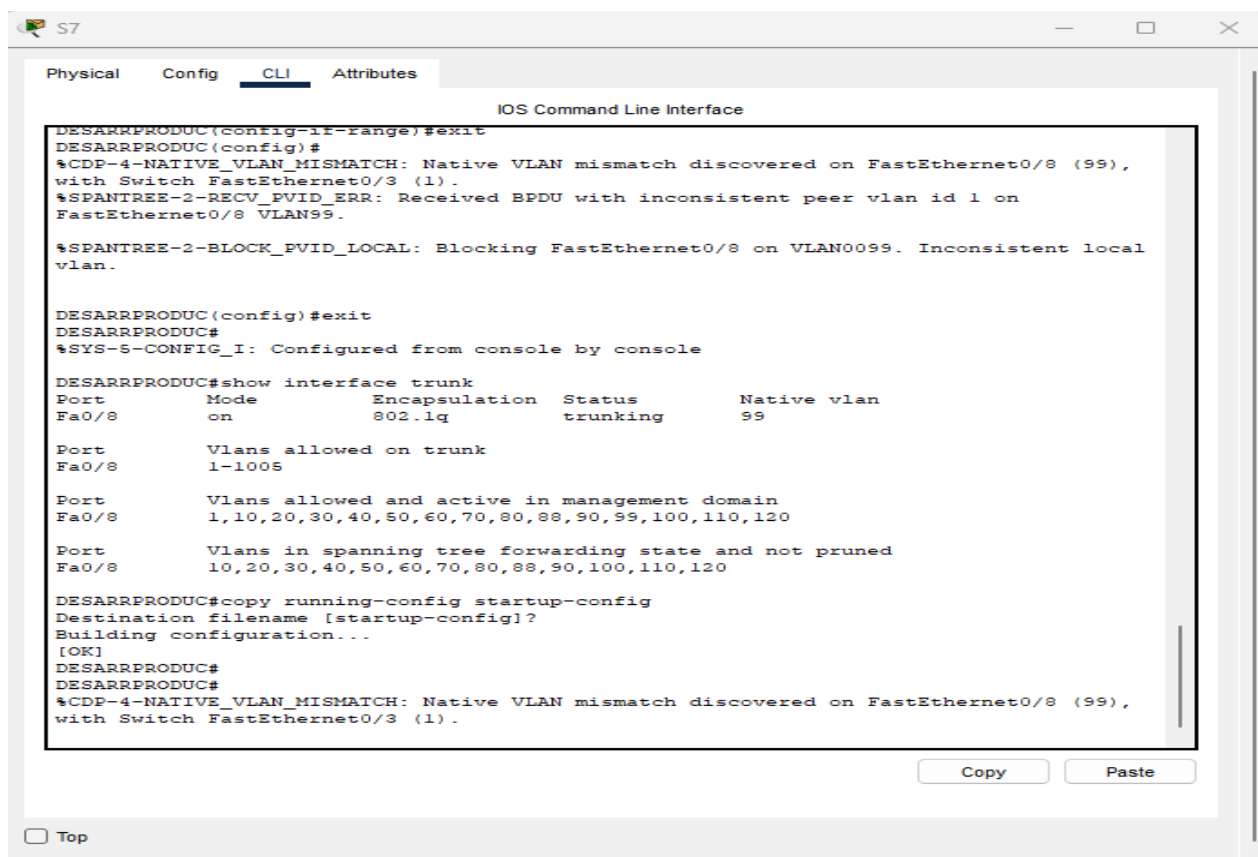 S7
Physical Config CLI Attributes
IOS Command Line Interface
DESARRPRODUC(config-if-range)#exit
DESARRPRODUC(config)#
%CDP-4-NATIVE_VLAN_MISMATCH: Native VLAN mismatch discovered on FastEthernet0/8 (99),
with Switch FastEthernet0/3 (1).
%SPANTREE-2-RECV_PVID_ERR: Received BPDU with inconsistent peer vlan id 1 on
FastEthernet0/8 VLAN99.
%SPANTREE-2-BLOCK_PVID_LOCAL: Blocking FastEthernet0/8 on VLAN0099. Inconsistent local
vlan.
DESARRPRODUC(config)#exit
DESARRPRODUC#
%SYS-5-CONFIG_I: Configured from console by console
DESARRPRODUC#show interface trunk
Port Mode Encapsulation Status Native vlan
Fa0/8 on 802.1q trunking 99
Port Vlans allowed on trunk
Fa0/8 1-1005
Port Vlans allowed and active in management domain
Fa0/8 1,10,20,30,40,50,60,70,80,88,90,99,100,110,120
Port Vlans in spanning tree forwarding state and not pruned
Fa0/8 10,20,30,40,50,60,70,80,88,90,100,110,120
DESARRPRODUC#copy running-config startup-config
Destination filename [startup-config]?
Building configuration...
[OK]
DESARRPRODUC#
DESARRPRODUC#
%CDP-4-NATIVE_VLAN_MISMATCH: Native VLAN mismatch discovered on FastEthernet0/8 (99),
with Switch FastEthernet0/3 (1).
Copy Paste
Top